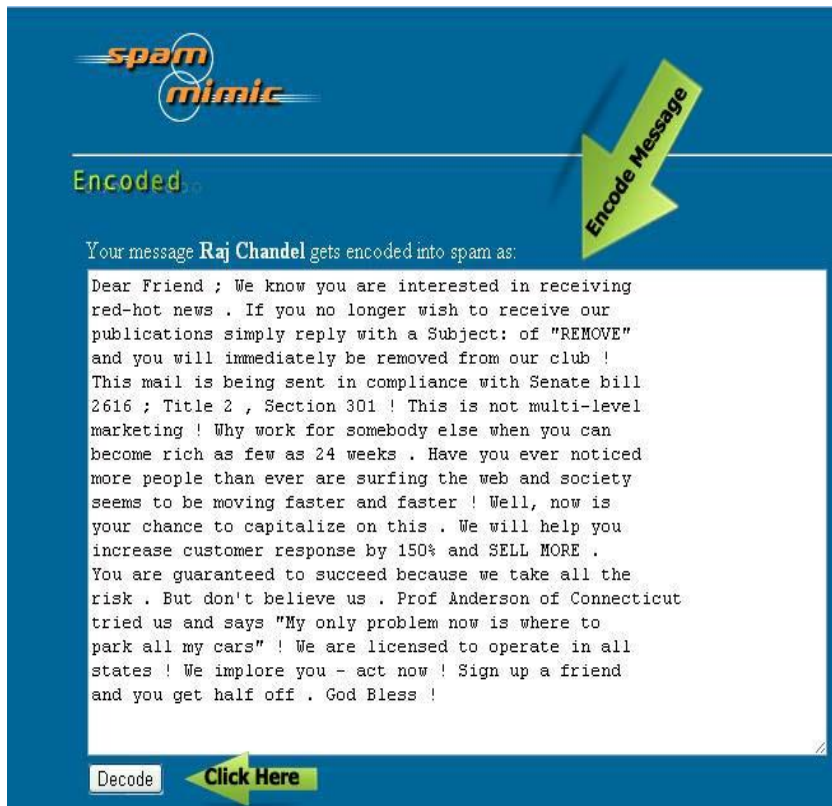 spam
mimic
Encode Message
Encoded
Your message Raj Chandel gets encoded into spam as:
Dear Friend ; We know you are interested in receiving
red-hot news . If you no longer wish to receive our
publications simply reply with a Subject: of "REMOVE"
and you will immediately be removed from our club !
This mail is being sent in compliance with Senate bill
2616 ; Title 2 , Section 301 ! This is not multi-level
marketing ! Why work for somebody else when you can
become rich as few as 24 weeks . Have you ever noticed
more people than ever are surfing the web and society
seems to be moving faster and faster ! Well, now is
your chance to capitalize on this . We will help you
increase customer response by 150% and SELL MORE .
You are guaranteed to succeed because we take all the
risk . But don't believe us . Prof Anderson of Connecticut
tried us and says "My only problem now is where to
park all my cars" ! We are licensed to operate in all
states ! We implore you - act now ! Sign up a friend
and you get half off . God Bless !
Decode
Click Here